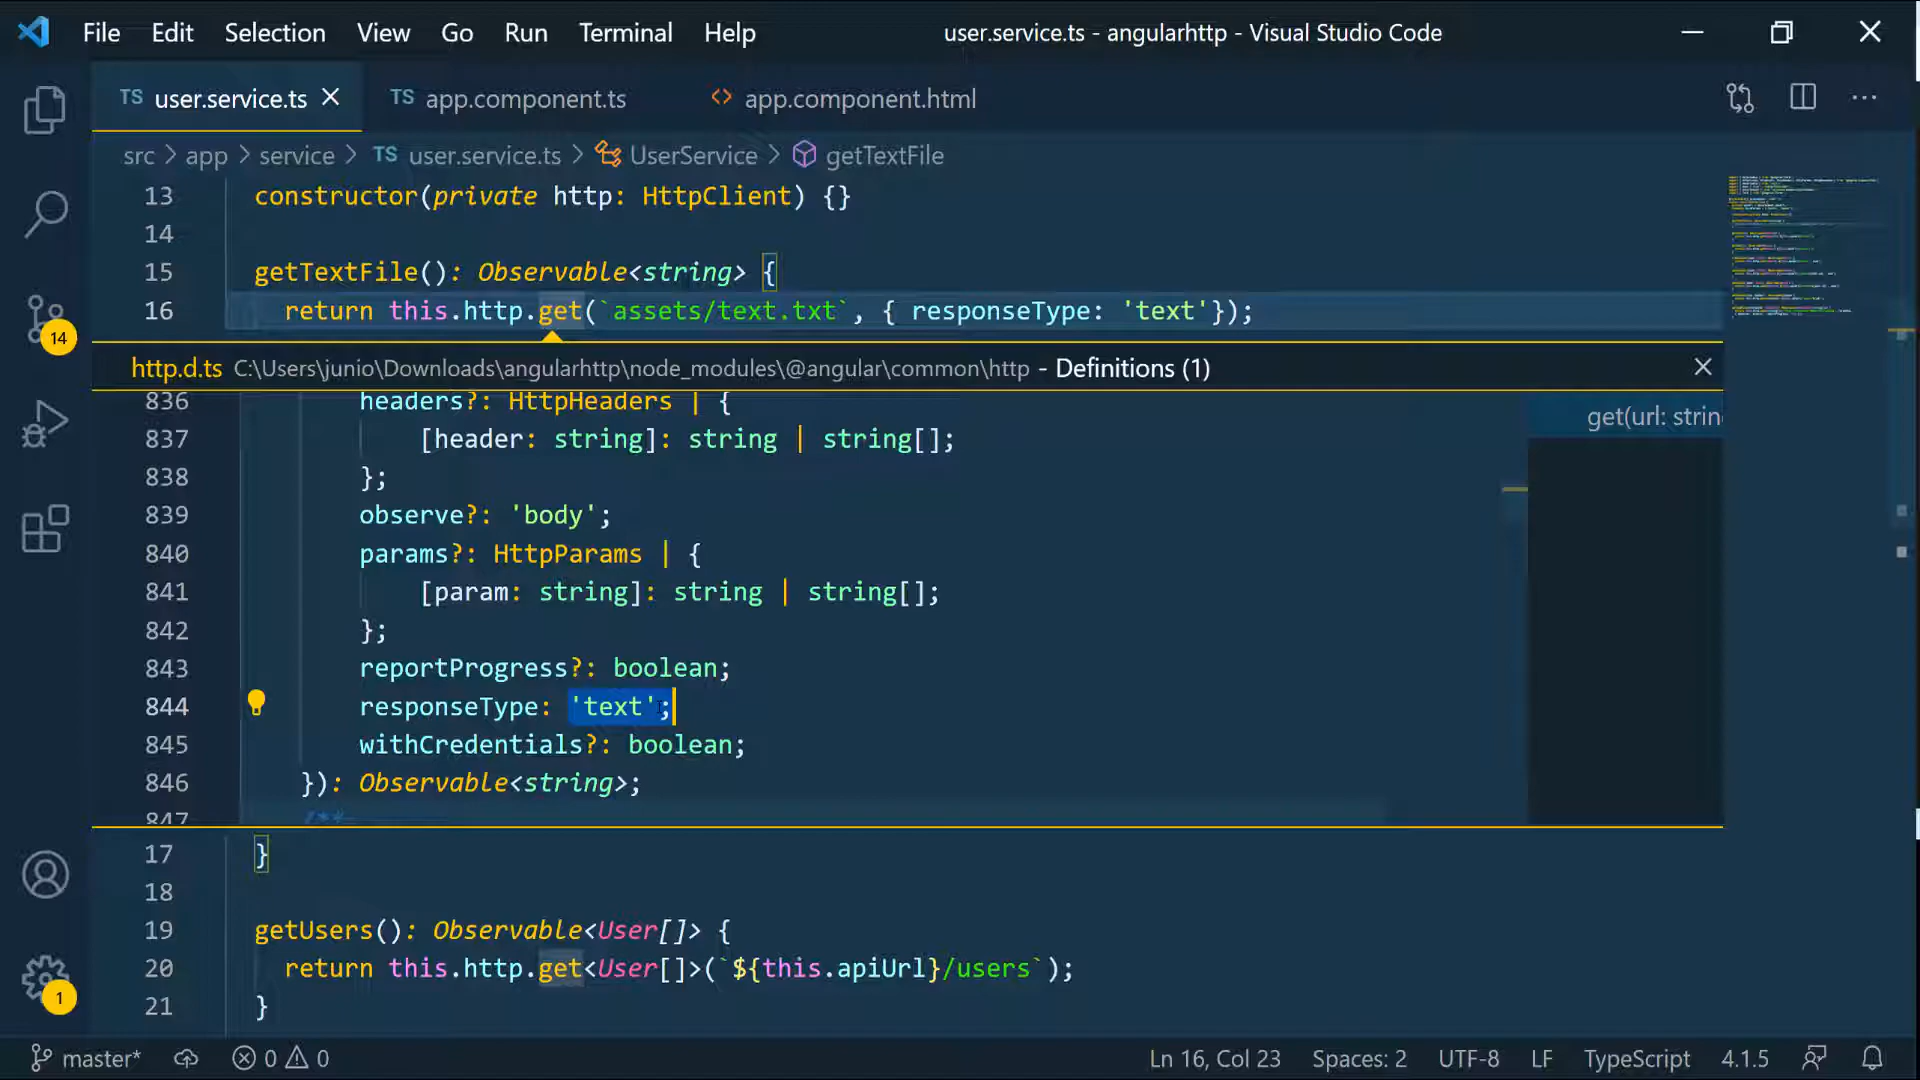 File Edit Selection View Go Run Terminal Help user.service.ts - angularhttp - Visual Studio Code
TS user.service.ts TS app.component.ts <> app.component.html
src > app > service > TS user.service.ts > UserService > getTextFile
13 constructor(private http: HttpClient) {}
14
15 getTextFile(): Observable<string> {
16 return this.http.get(`assets/text.txt`, { responseType: 'text'});
http.d.ts C:\Users\junio\Downloads\angularhttp\node_modules\@angular\common\http - Definitions (1)
836 headers?: HttpHeaders | {
get(url: strin
837 [header: string]: string | string[];
838 };
839 observe?: 'body';
840 params?: HttpParams | {
841 [param: string]: string | string[];
842 };
843 reportProgress?: boolean;
844 responseType: 'text';
845 withCredentials?: boolean;
846 }): Observable<string>;
847 /**
17 }
18
19 getUsers(): Observable<User[]> {
20 return this.http.get<User[]>(`${this.apiUrl}/users`);
21 }
14
1
master* 0 0 Ln 16, Col 23 Spaces: 2 UTF-8 LF TypeScript 4.1.5